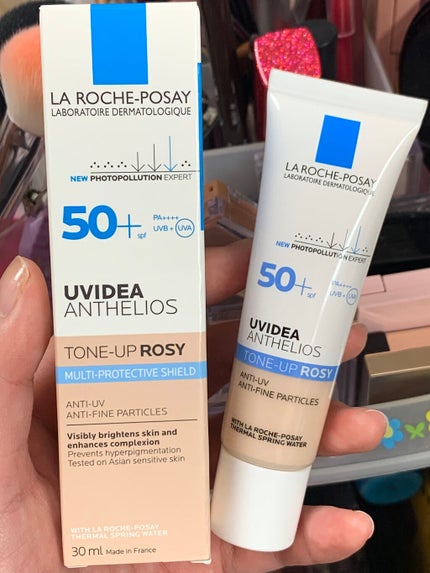 LA ROCHE-POSAY
LABORATOIRE DERMATOLOGIQUE
NEW PHOTOPOLLUTION EXPERT
50+ spf
PA++++
UVB + UVA
UVIDEA
ANTHELIOS
TONE-UP ROSY
MULTI-PROTECTIVE SHIELD
ANTI-UV
ANTI-FINE PARTICLES
Visibly brightens skin and
enhances complexion
Prevents hyperpigmentation
Tested on Asian sensitive skin
WITH LA ROCHE-POSAY
THERMAL SPRING WATER
30 ml Made in France
LA ROCHE-POSAY
LABORATOIRE DERMATOLOGIQUE
NEW PHOTOPOLLUTION EXPERT
50+ spf
PA++++
UVB + UVA
UVIDEA
ANTHELIOS
TONE-UP ROSY
ANTI-UV
ANTI-FINE PARTICLES
WITH LA ROCHE-POSAY
THERMAL SPRING WATER